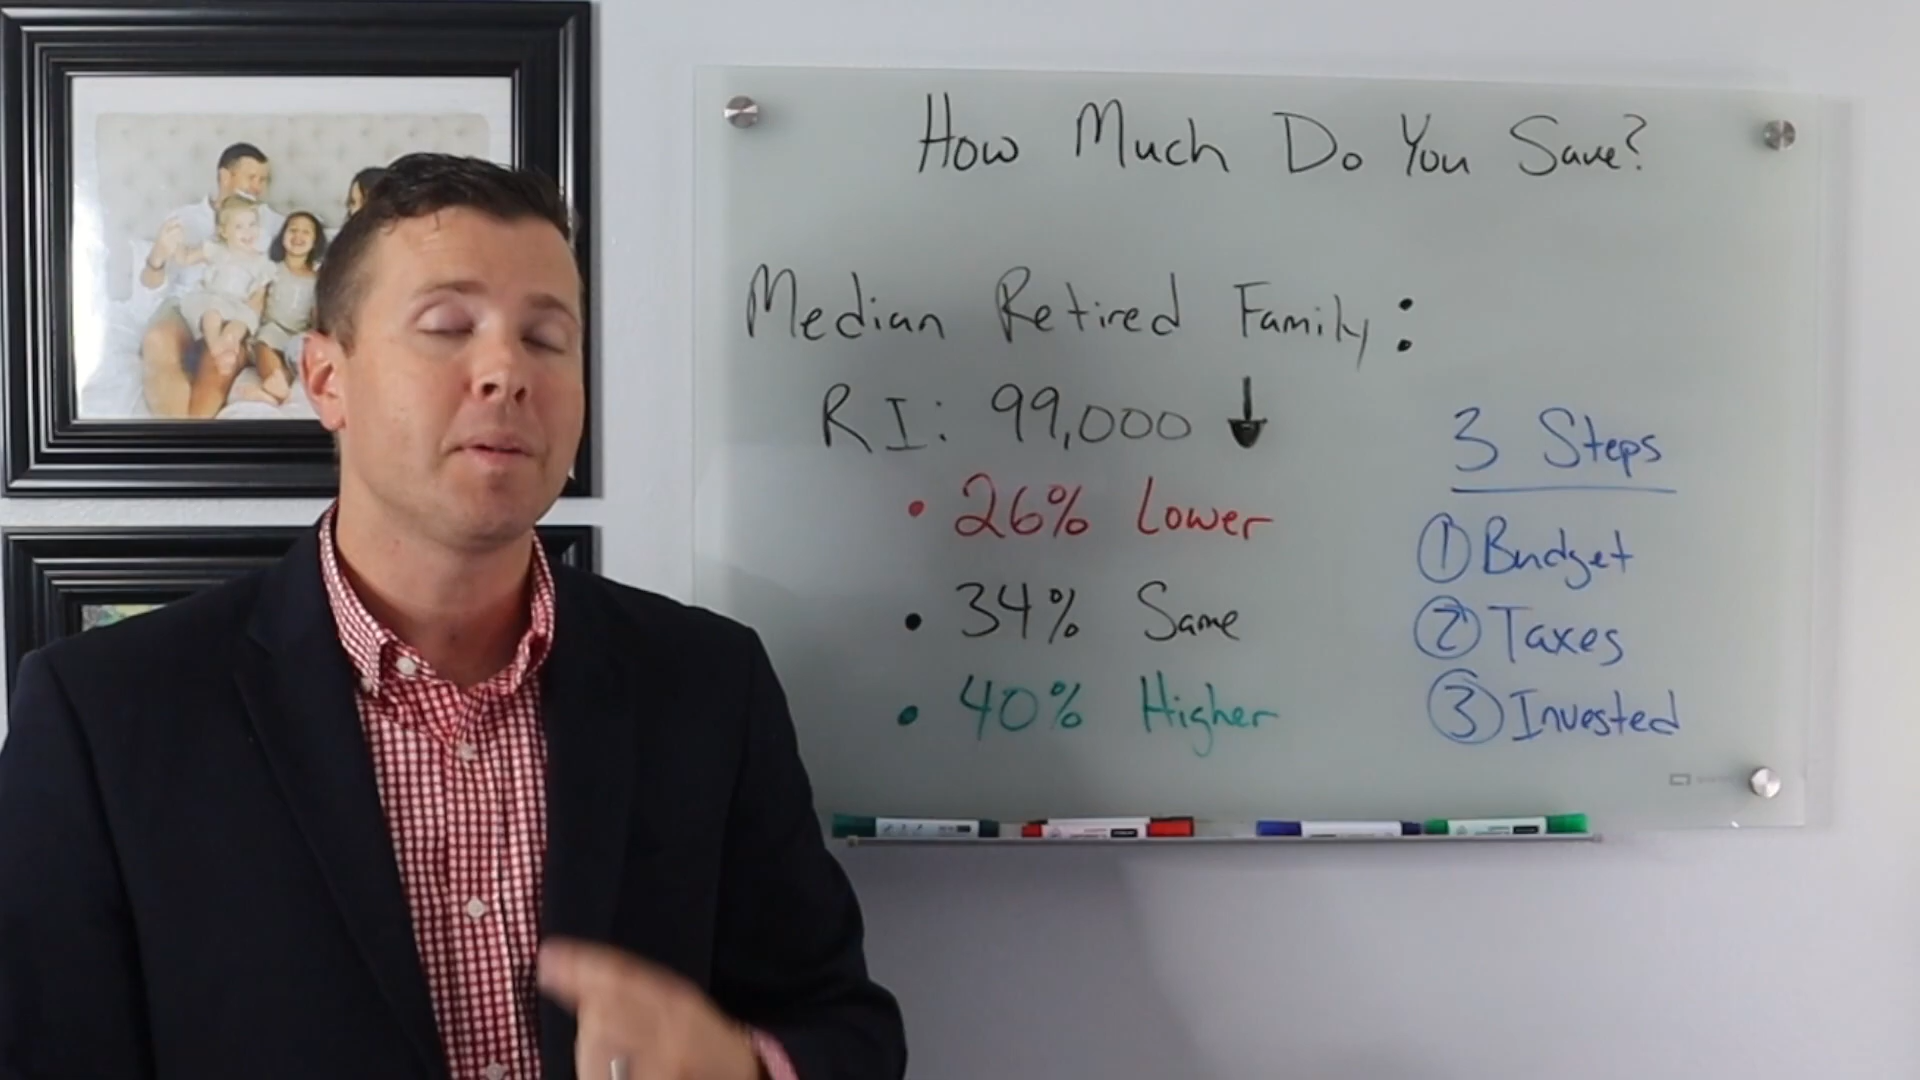 How Much Do You Save?
Median Retired Family:
RI: 99,000 ↓
• 26% Lower
• 34% Same
• 40% Higher
3 Steps
① Budget
② Taxes
③ Invested